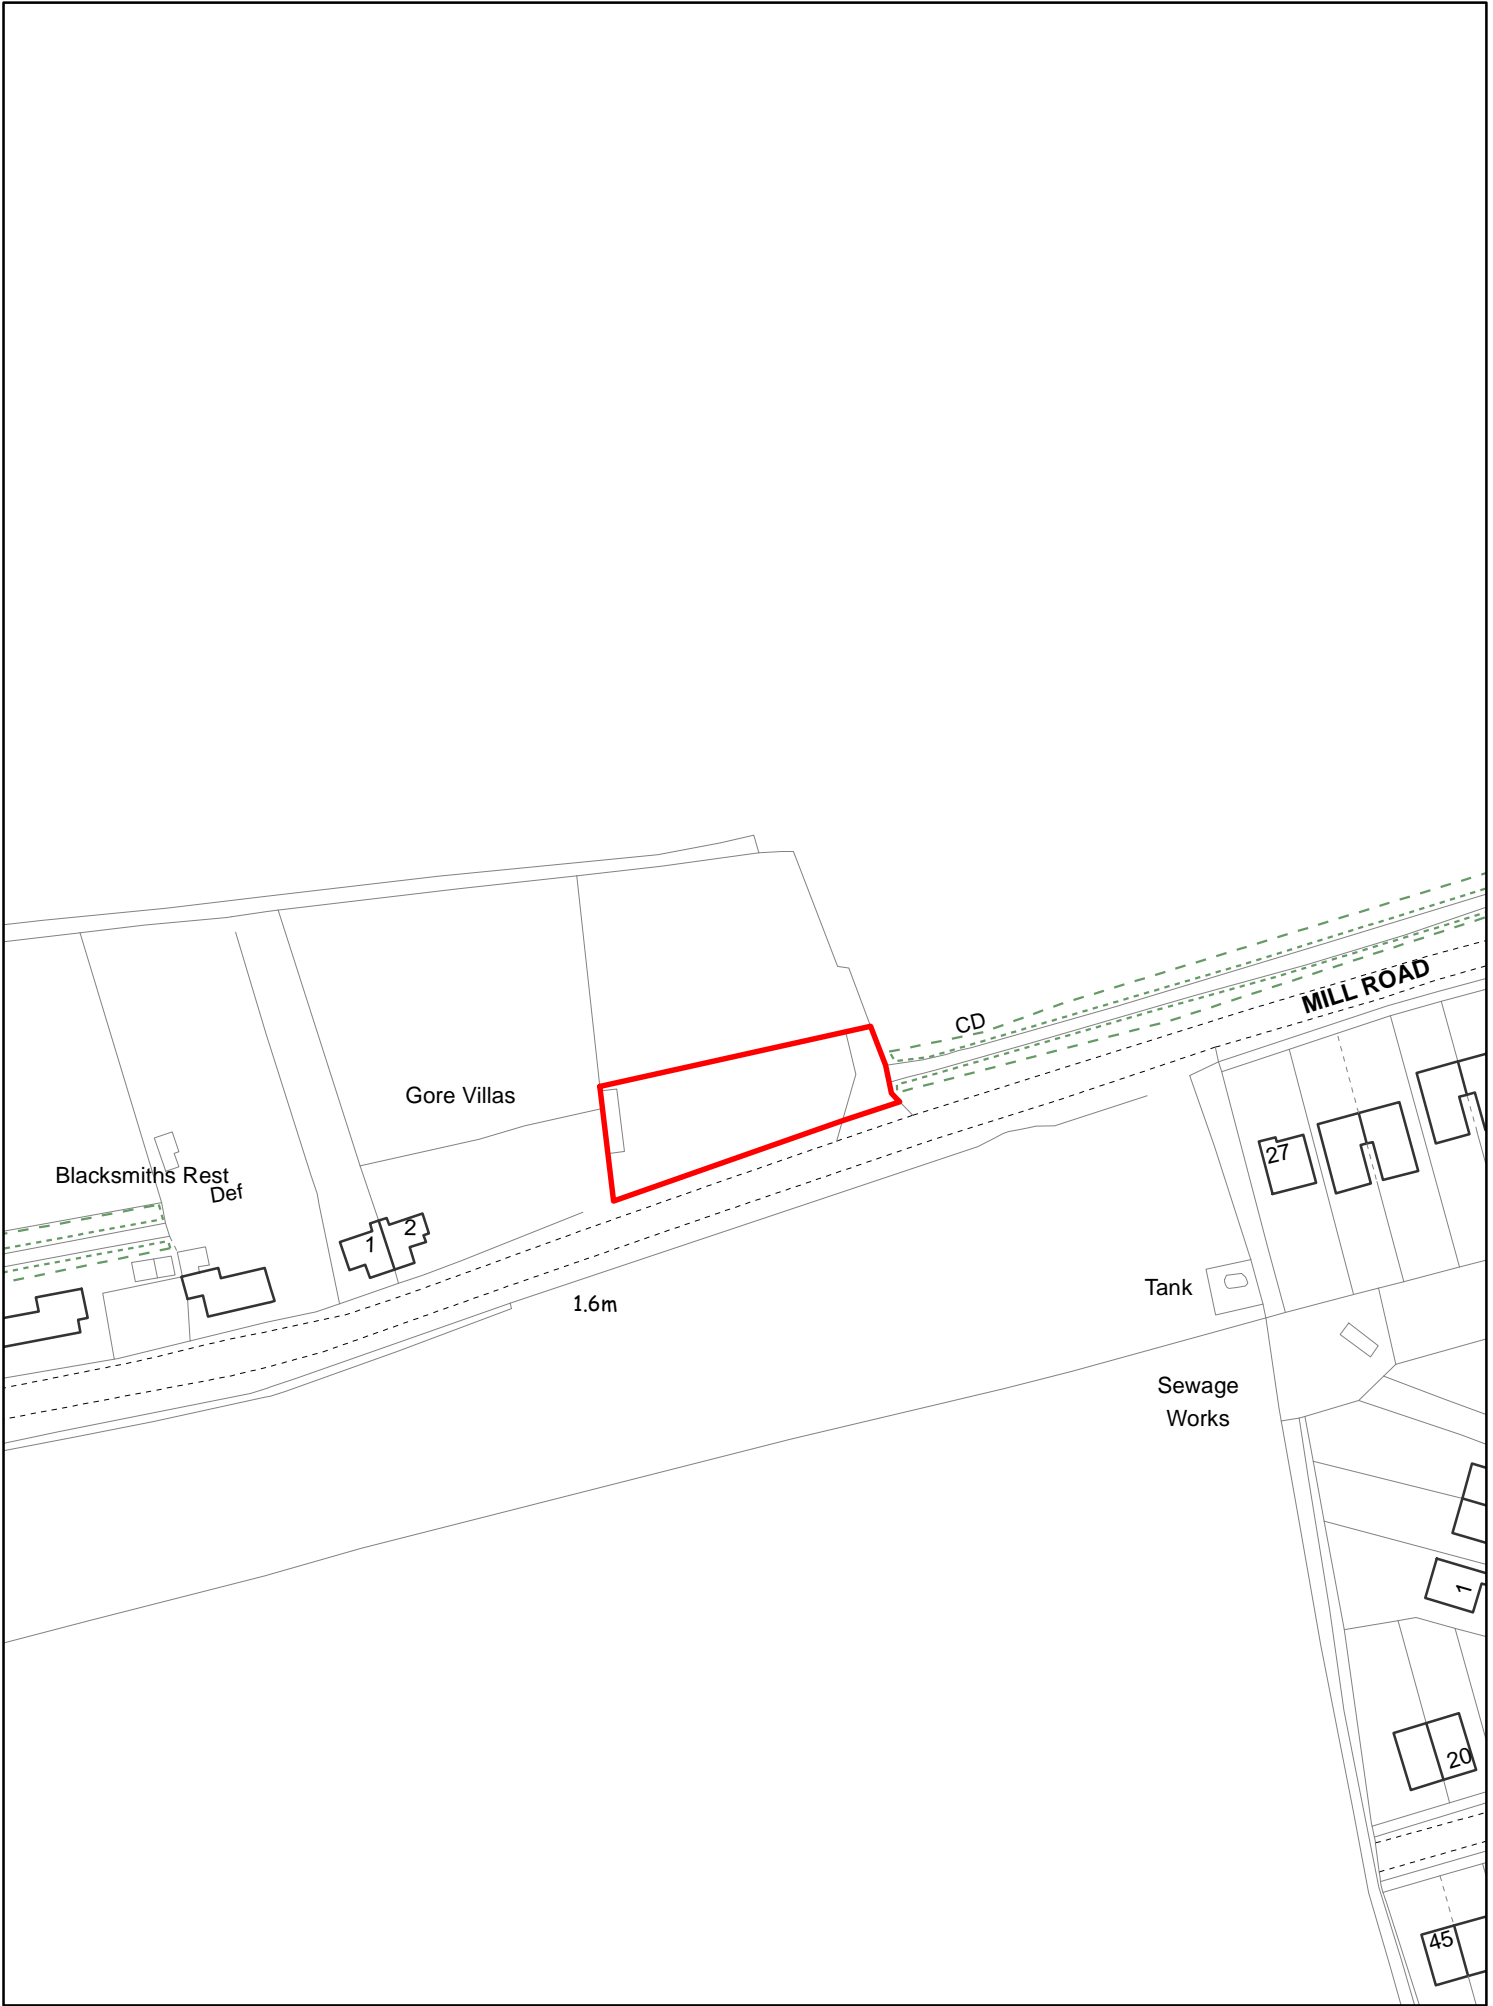 MILL ROAD
CD
Gore Villas
27
Blacksmiths Rest
Def
2
1
Tank
1.6m
Sewage
Works
1
20
45